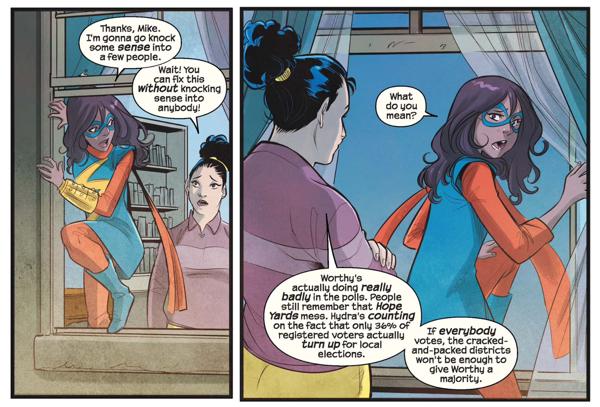 Thanks, Mike.
I'm gonna go knock
some sense into
a few people.
Wait! You
can fix this
without knocking
sense into
anybody!
What
do you
mean?
Worthy's
actually doing really
badly in the polls. People
still remember that Hope
Yards mess. Hydra's counting
on the fact that only 36% of
registered voters actually
turn up for local
elections.
If everybody
votes, the cracked-
and-packed districts
won't be enough to
give Worthy a
majority.